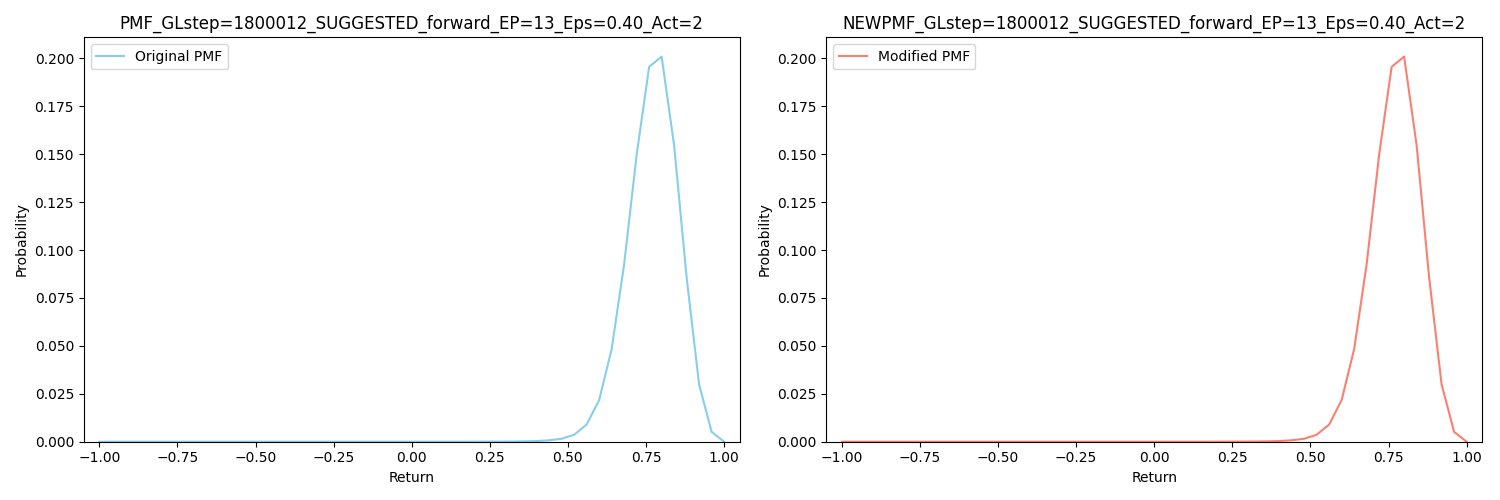 PMF_GLstep=1800012_SUGGESTED_forward_EP=13_Eps=0.40_Act=2
Original PMF
0.200
0.175
0.150
0.125
0.100
0.075
0.050
0.025
0.000
Probability
−1.00 −0.75 −0.50 −0.25 0.00 0.25 0.50 0.75 1.00
Return
NEWPMF_GLstep=1800012_SUGGESTED_forward_EP=13_Eps=0.40_Act=2
Modified PMF
0.200
0.175
0.150
0.125
0.100
0.075
0.050
0.025
0.000
Probability
−1.00 −0.75 −0.50 −0.25 0.00 0.25 0.50 0.75 1.00
Return